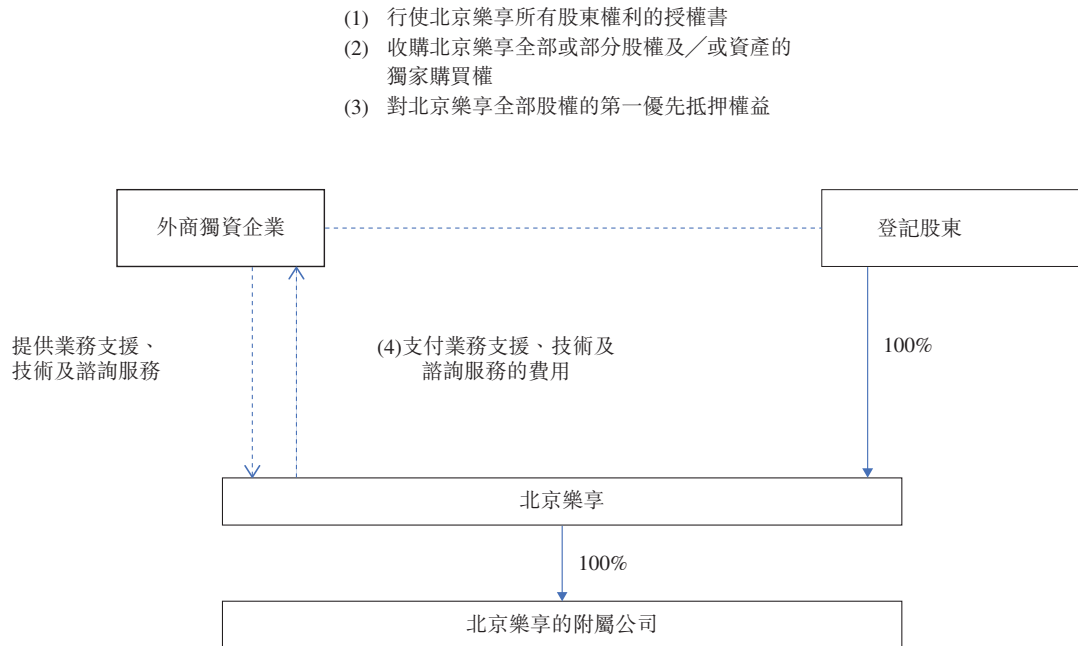 (1) 行使北京樂享所有股東權利的授權書
(2) 收購北京樂享全部或部分股權及／或資產的
獨家購買權
(3) 對北京樂享全部股權的第一優先抵押權益
外商獨資企業
登記股東
提供業務支援、
技術及諮詢服務
(4)支付業務支援、技術及
諮詢服務的費用
100%
北京樂享
100%
北京樂享的附屬公司